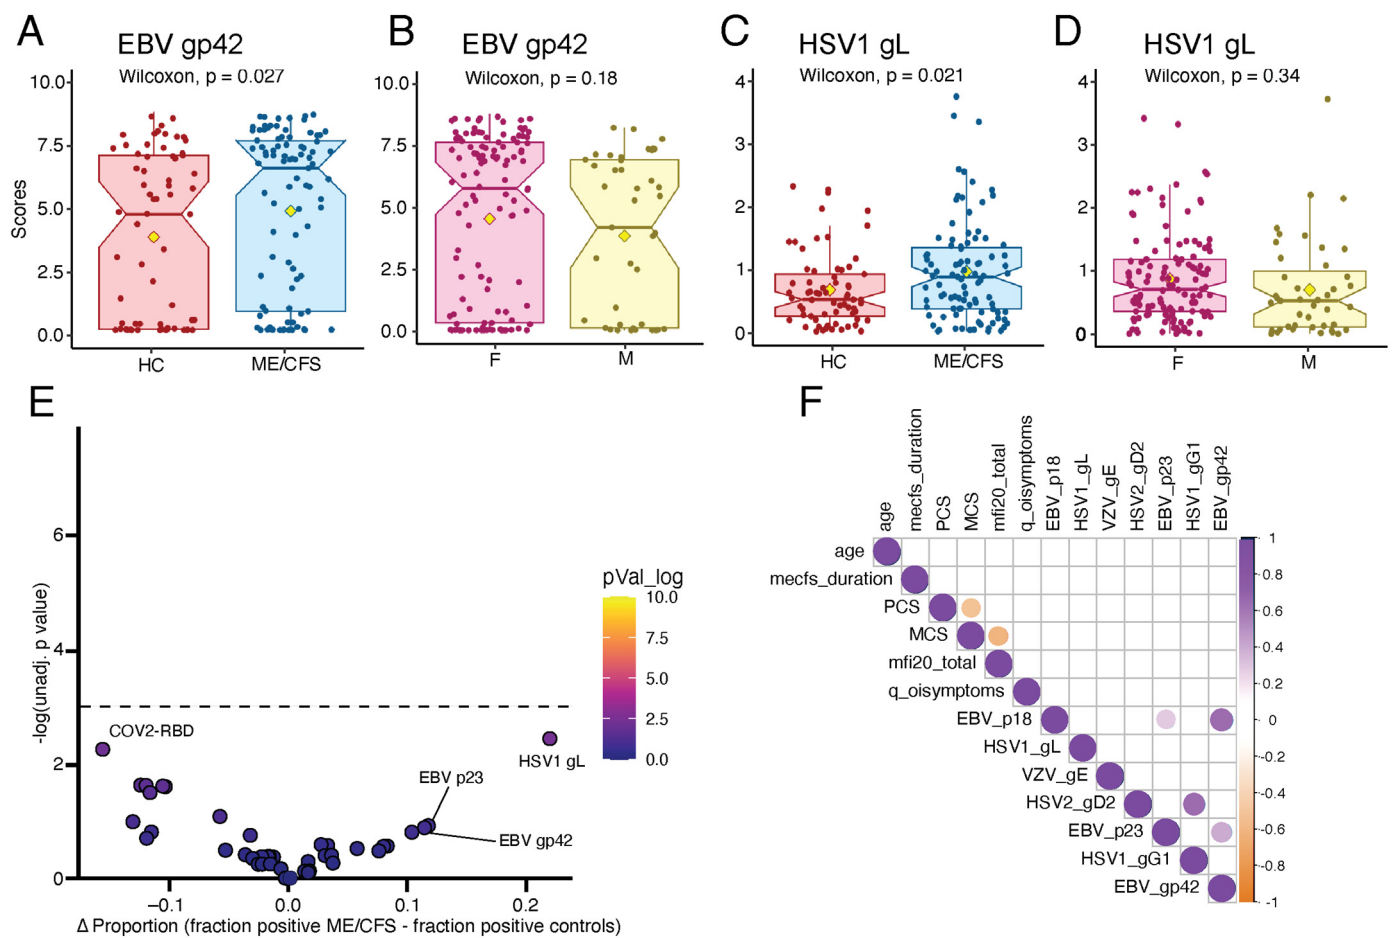 A
EBV gp42
Wilcoxon, p = 0.027
Scores
10.0
7.5
5.0
2.5
0.0
HC
ME/CFS
B
EBV gp42
Wilcoxon, p = 0.18
10.0
7.5
5.0
2.5
0.0
F
M
C
HSV1 gL
Wilcoxon, p = 0.021
4
3
2
1
0
HC
ME/CFS
D
HSV1 gL
Wilcoxon, p = 0.34
4
3
2
1
0
F
M
E
-log(unadj. p value)
6
4
2
0
COV2-RBD
HSV1 gL
EBV p23
EBV gp42
−0.1
0.0
0.1
0.2
Δ Proportion (fraction positive ME/CFS - fraction positive controls)
pVal_log
10.0
7.5
5.0
2.5
0.0
F
age
mecfs_duration
PCS
MCS
mfi20_total
q_oisymptoms
EBV_p18
HSV1_gL
VZV_gE
HSV2_gD2
EBV_p23
HSV1_gG1
EBV_gp42
age
mecfs_duration
PCS
MCS
mfi20_total
q_oisymptoms
EBV_p18
HSV1_gL
VZV_gE
HSV2_gD2
EBV_p23
HSV1_gG1
EBV_gp42
1
0.8
0.6
0.4
0.2
0
-0.2
-0.4
-0.6
-0.8
-1